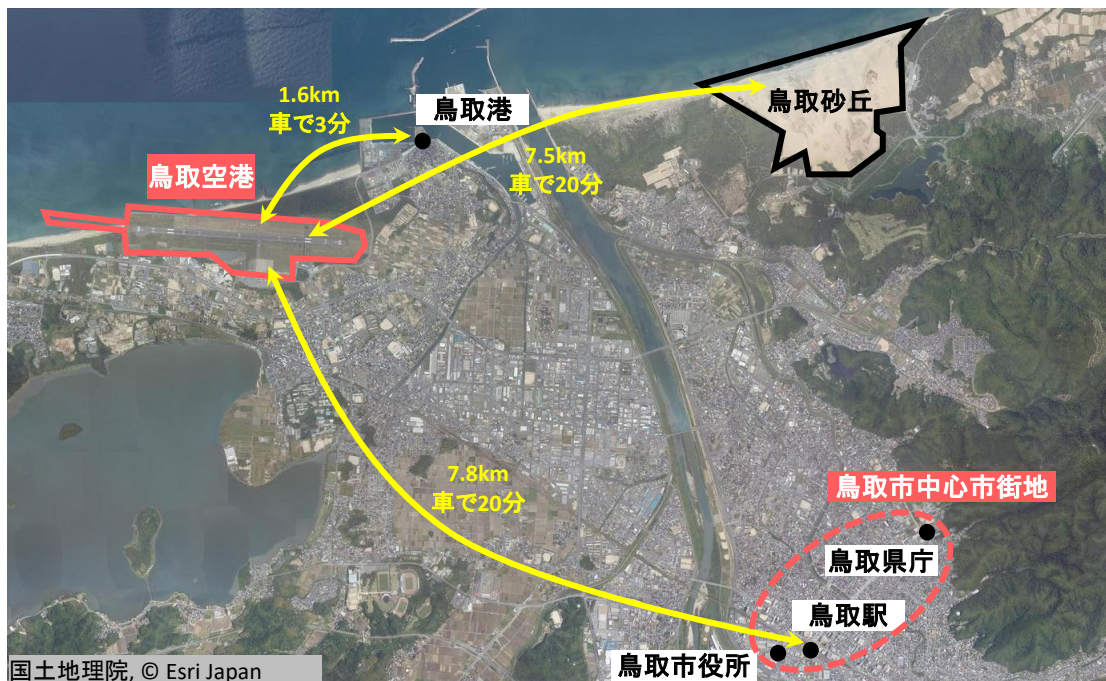 1.6km
車で3分
鳥取港
鳥取砂丘
7.5km
車で20分
鳥取空港
7.8km
車で20分
鳥取市中心市街地
鳥取県庁
鳥取駅
鳥取市役所
国土地理院, © Esri Japan